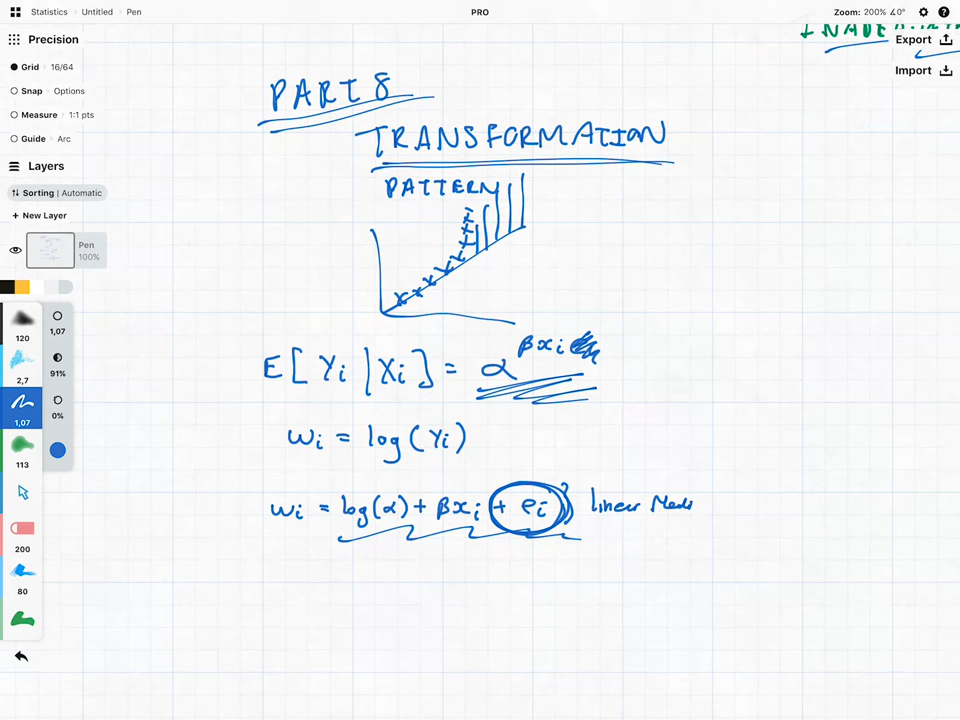 Statistics Untitled Pen PRO Zoom: 200% ∡0°
Precision
Export
Import
Grid 16/64
Snap Options
Measure 1:1 pts
Guide Arc
Layers
Sorting | Automatic
+ New Layer
Pen
100%
120
1,07
2,7
91%
1,07
0%
113
200
80
PART 8
TRANSFORMATION
PATTERN
E[ Yi | Xi ] = α^βxi
wi = log(Yi)
wi = log(α) + βxi + ei linear Mode